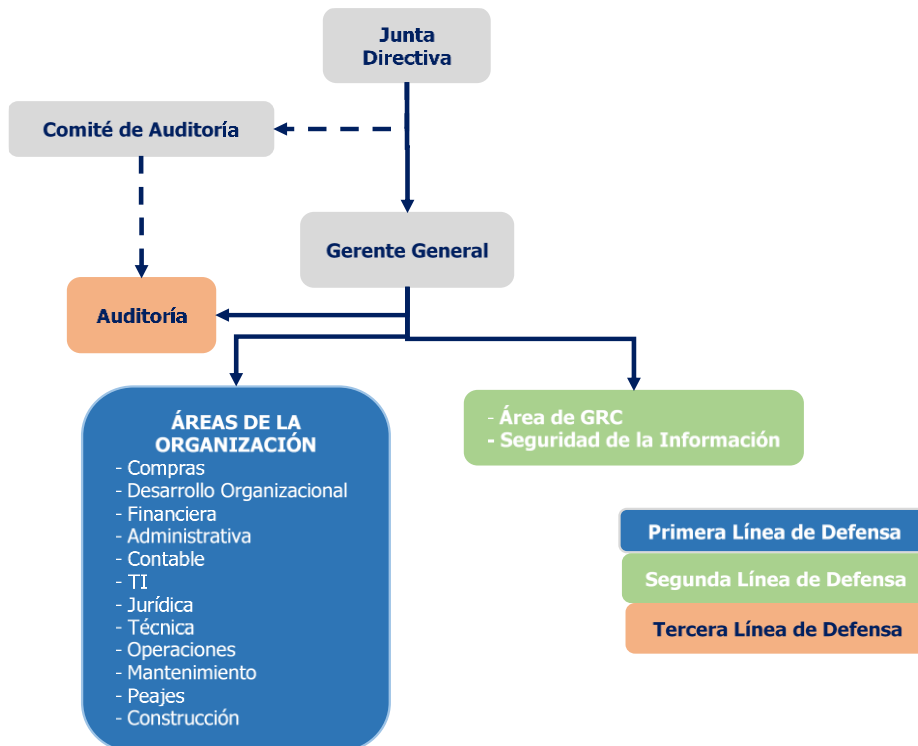 Junta
Directiva
Comité de Auditoría
Gerente General
Auditoría
ÁREAS DE LA
ORGANIZACIÓN
- Compras
- Desarrollo Organizacional
- Financiera
- Administrativa
- Contable
- TI
- Jurídica
- Técnica
- Operaciones
- Mantenimiento
- Peajes
- Construcción
- Área de GRC
- Seguridad de la Información
Primera Línea de Defensa
Segunda Línea de Defensa
Tercera Línea de Defensa